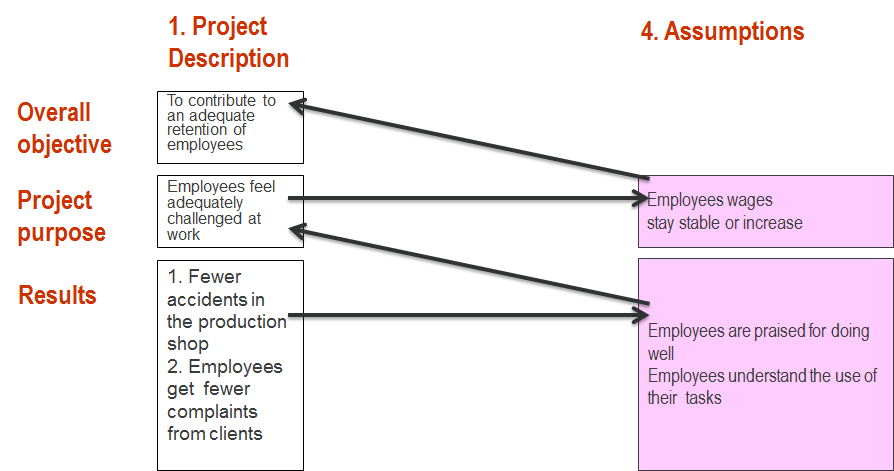 1. Project
Description
4. Assumptions
Overall
objective
To contribute to
an adequate
retention of
employees
Project
purpose
Employees feel
adequately
challenged at
work
Employees wages
stay stable or increase
Results
1. Fewer
accidents in
the production
shop
2. Employees
get fewer
complaints
from clients
Employees are praised for doing
well
Employees understand the use of
their tasks